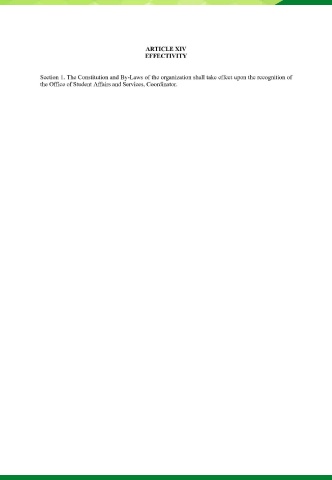 ARTICLE XIV
EFFECTIVITY
Section 1. The Constitution and By-Laws of the organization shall take effect upon the recognition of
the Office of Student Affairs and Services, Coordinator.